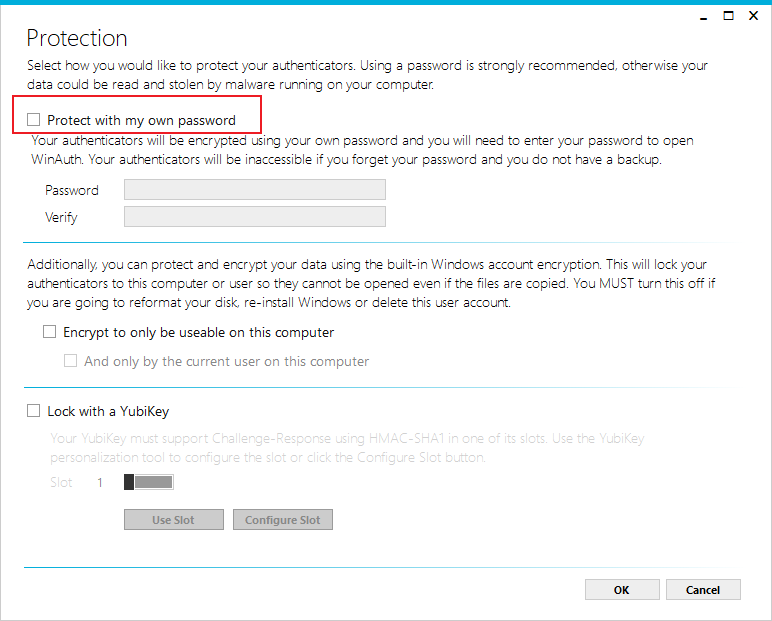 Protection
Select how you would like to protect your authenticators. Using a password is strongly recommended, otherwise your
data could be read and stolen by malware running on your computer.
Protect with my own password
Your authenticators will be encrypted using your own password and you will need to enter your password to open
WinAuth. Your authenticators will be inaccessible if you forget your password and you do not have a backup.
Password
Verify
Additionally, you can protect and encrypt your data using the built-in Windows account encryption. This will lock your
authenticators to this computer or user so they cannot be opened even if the files are copied. You MUST turn this off if
you are going to reformat your disk, re-install Windows or delete this user account.
Encrypt to only be useable on this computer
And only by the current user on this computer
Lock with a YubiKey
Your YubiKey must support Challenge-Response using HMAC-SHA1 in one of its slots. Use the YubiKey
personalization tool to configure the slot or click the Configure Slot button.
Slot 1
Use Slot Configure Slot
OK Cancel